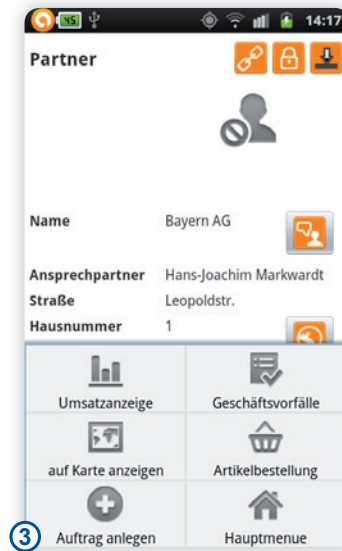 45 14:17
Partner
Name Bayern AG
Ansprechpartner Hans-Joachim Markwardt
Straße Leopoldstr.
Hausnummer 1
Umsatzanzeige Geschäftsvorfälle
auf Karte anzeigen Artikelbestellung
3 Auftrag anlegen Hauptmenue